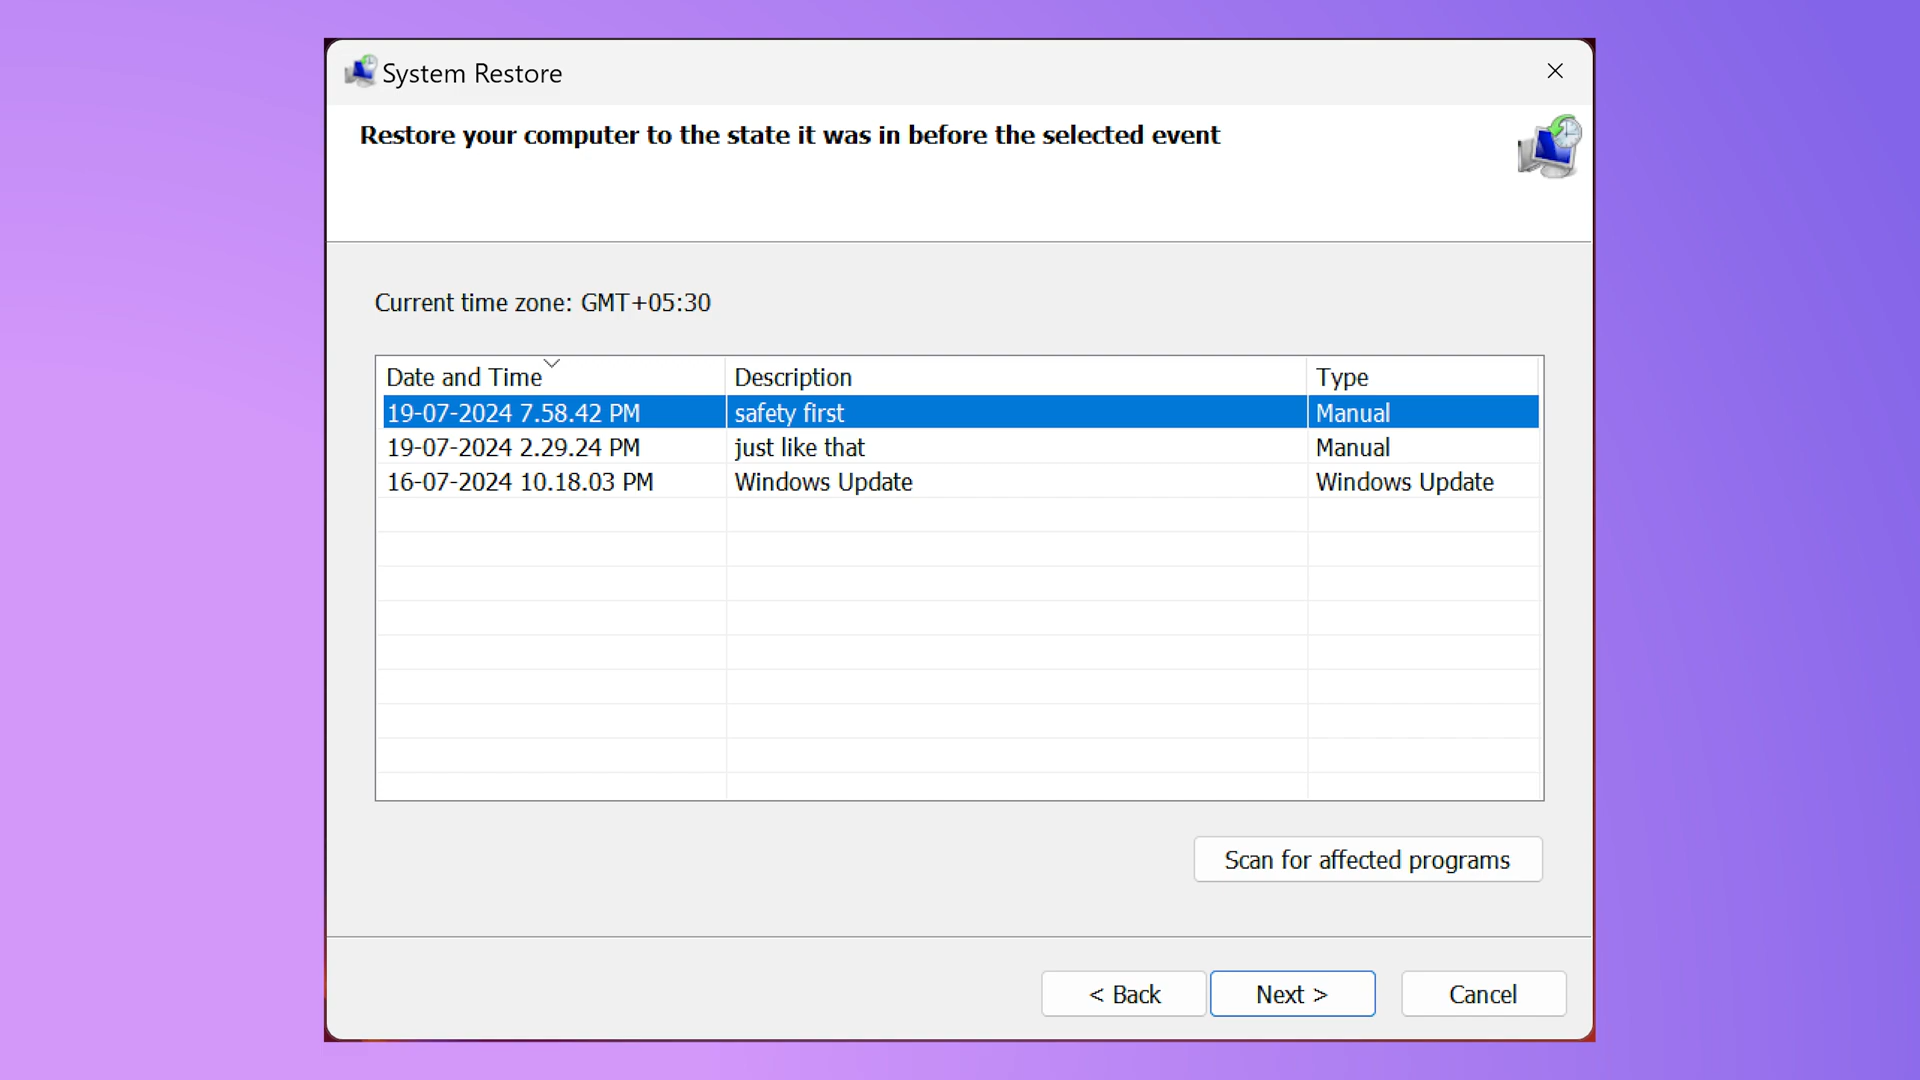 System Restore
Restore your computer to the state it was in before the selected event
Current time zone: GMT+05:30
Date and Time Description Type
19-07-2024 7.58.42 PM safety first Manual
19-07-2024 2.29.24 PM just like that Manual
16-07-2024 10.18.03 PM Windows Update Windows Update
Scan for affected programs
< Back Next > Cancel